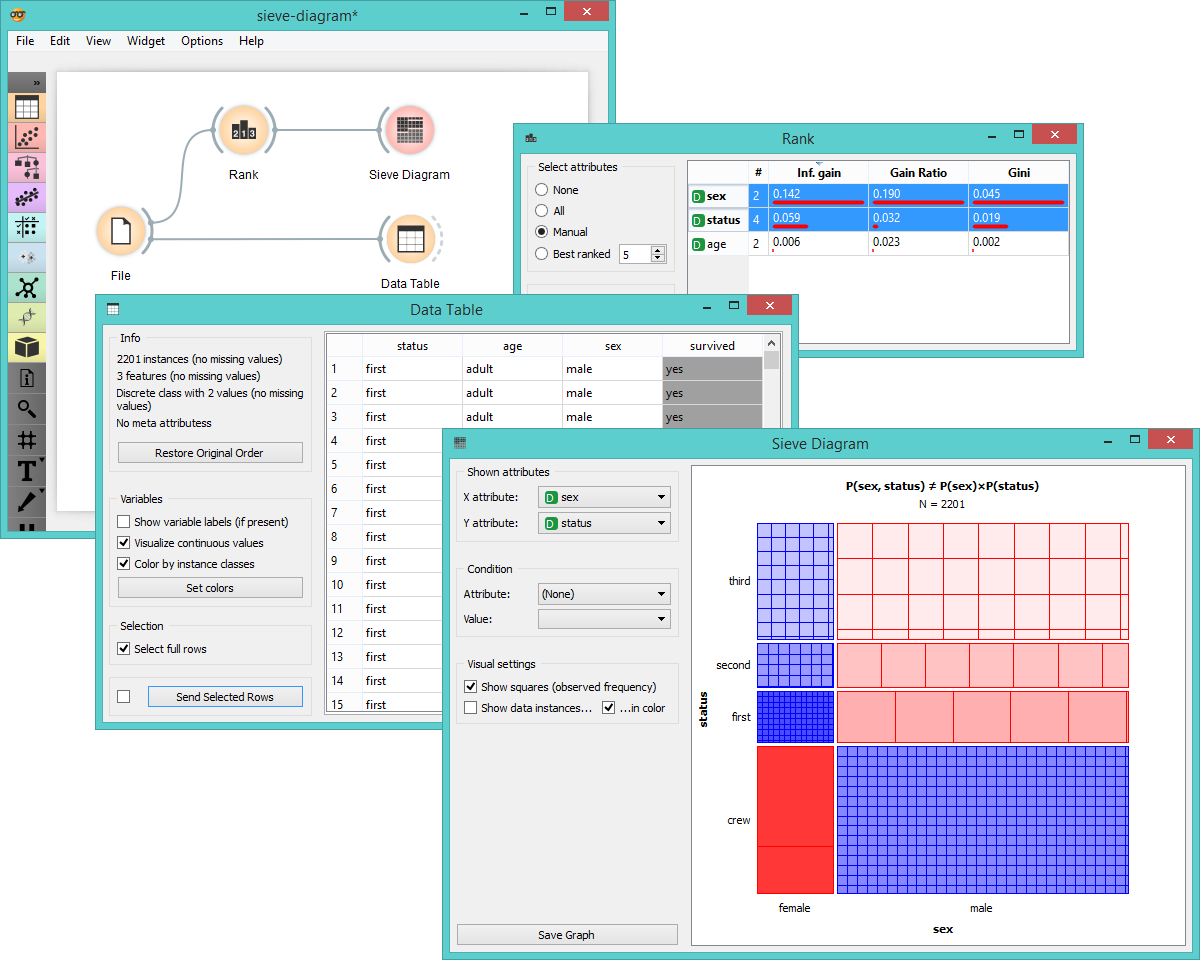 sieve-diagram*
File Edit View Widget Options Help
»
2 1 3
Rank
Sieve Diagram
File
Data Table
T
Rank
Select attributes
None
All
Manual
Best ranked 5
# Inf. gain Gain Ratio Gini
D sex 2 0.142 0.190 0.045
D status 4 0.059 0.032 0.019
D age 2 0.006 0.023 0.002
Data Table
Info
2201 instances (no missing values)
3 features (no missing values)
Discrete class with 2 values (no missing
values)
No meta attributess
Restore Original Order
Variables
Show variable labels (if present)
Visualize continuous values
Color by instance classes
Set colors
Selection
Select full rows
Send Selected Rows
status age sex survived
1 first adult male yes
2 first adult male yes
3 first adult male yes
4 first
5 first
6 first
7 first
8 first
9 first
10 first
11 first
12 first
13 first
14 first
15 first
Sieve Diagram
Shown attributes
X attribute: D sex
Y attribute: D status
Condition
Attribute: (None)
Value:
Visual settings
Show squares (observed frequency)
Show data instances... ...in color
Save Graph
P(sex, status) ≠ P(sex)×P(status)
N = 2201
third
second
first
crew
status
female male
sex